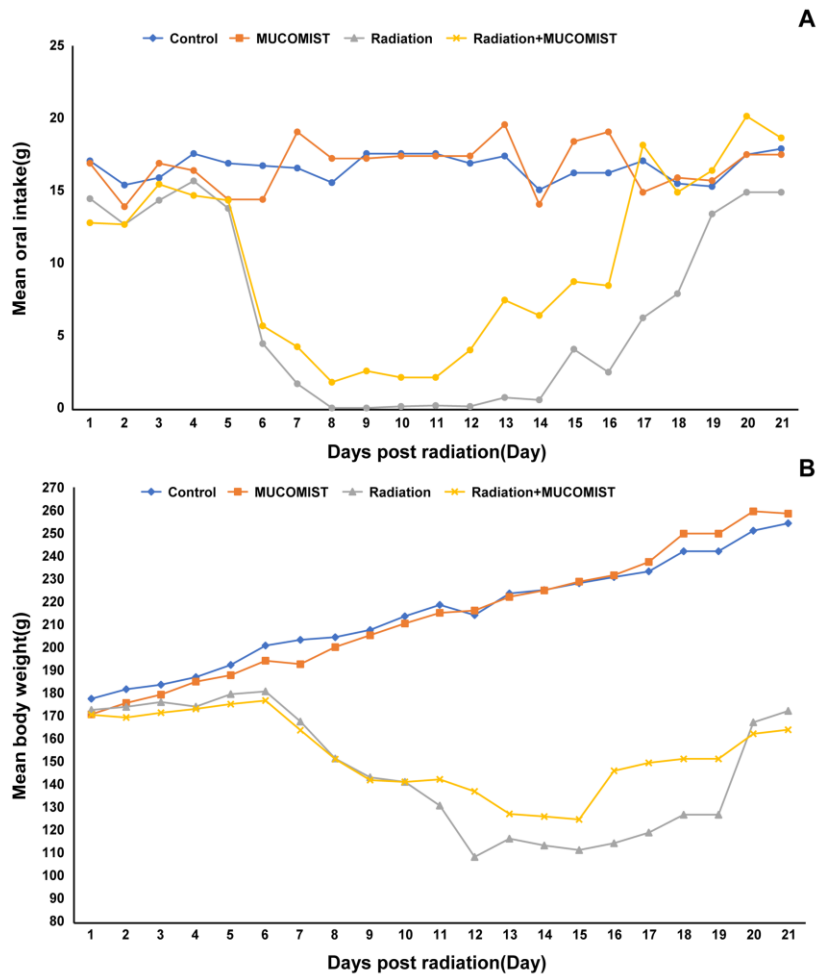 A
Control MUCOMIST Radiation Radiation+MUCOMIST
Mean oral intake(g)
25
20
15
10
5
0
1 2 3 4 5 6 7 8 9 10 11 12 13 14 15 16 17 18 19 20 21
Days post radiation(Day)
B
Control MUCOMIST Radiation Radiation+MUCOMIST
Mean body weight(g)
270
260
250
240
230
220
210
200
190
180
170
160
150
140
130
120
110
100
90
80
1 2 3 4 5 6 7 8 9 10 11 12 13 14 15 16 17 18 19 20 21
Days post radiation(Day)